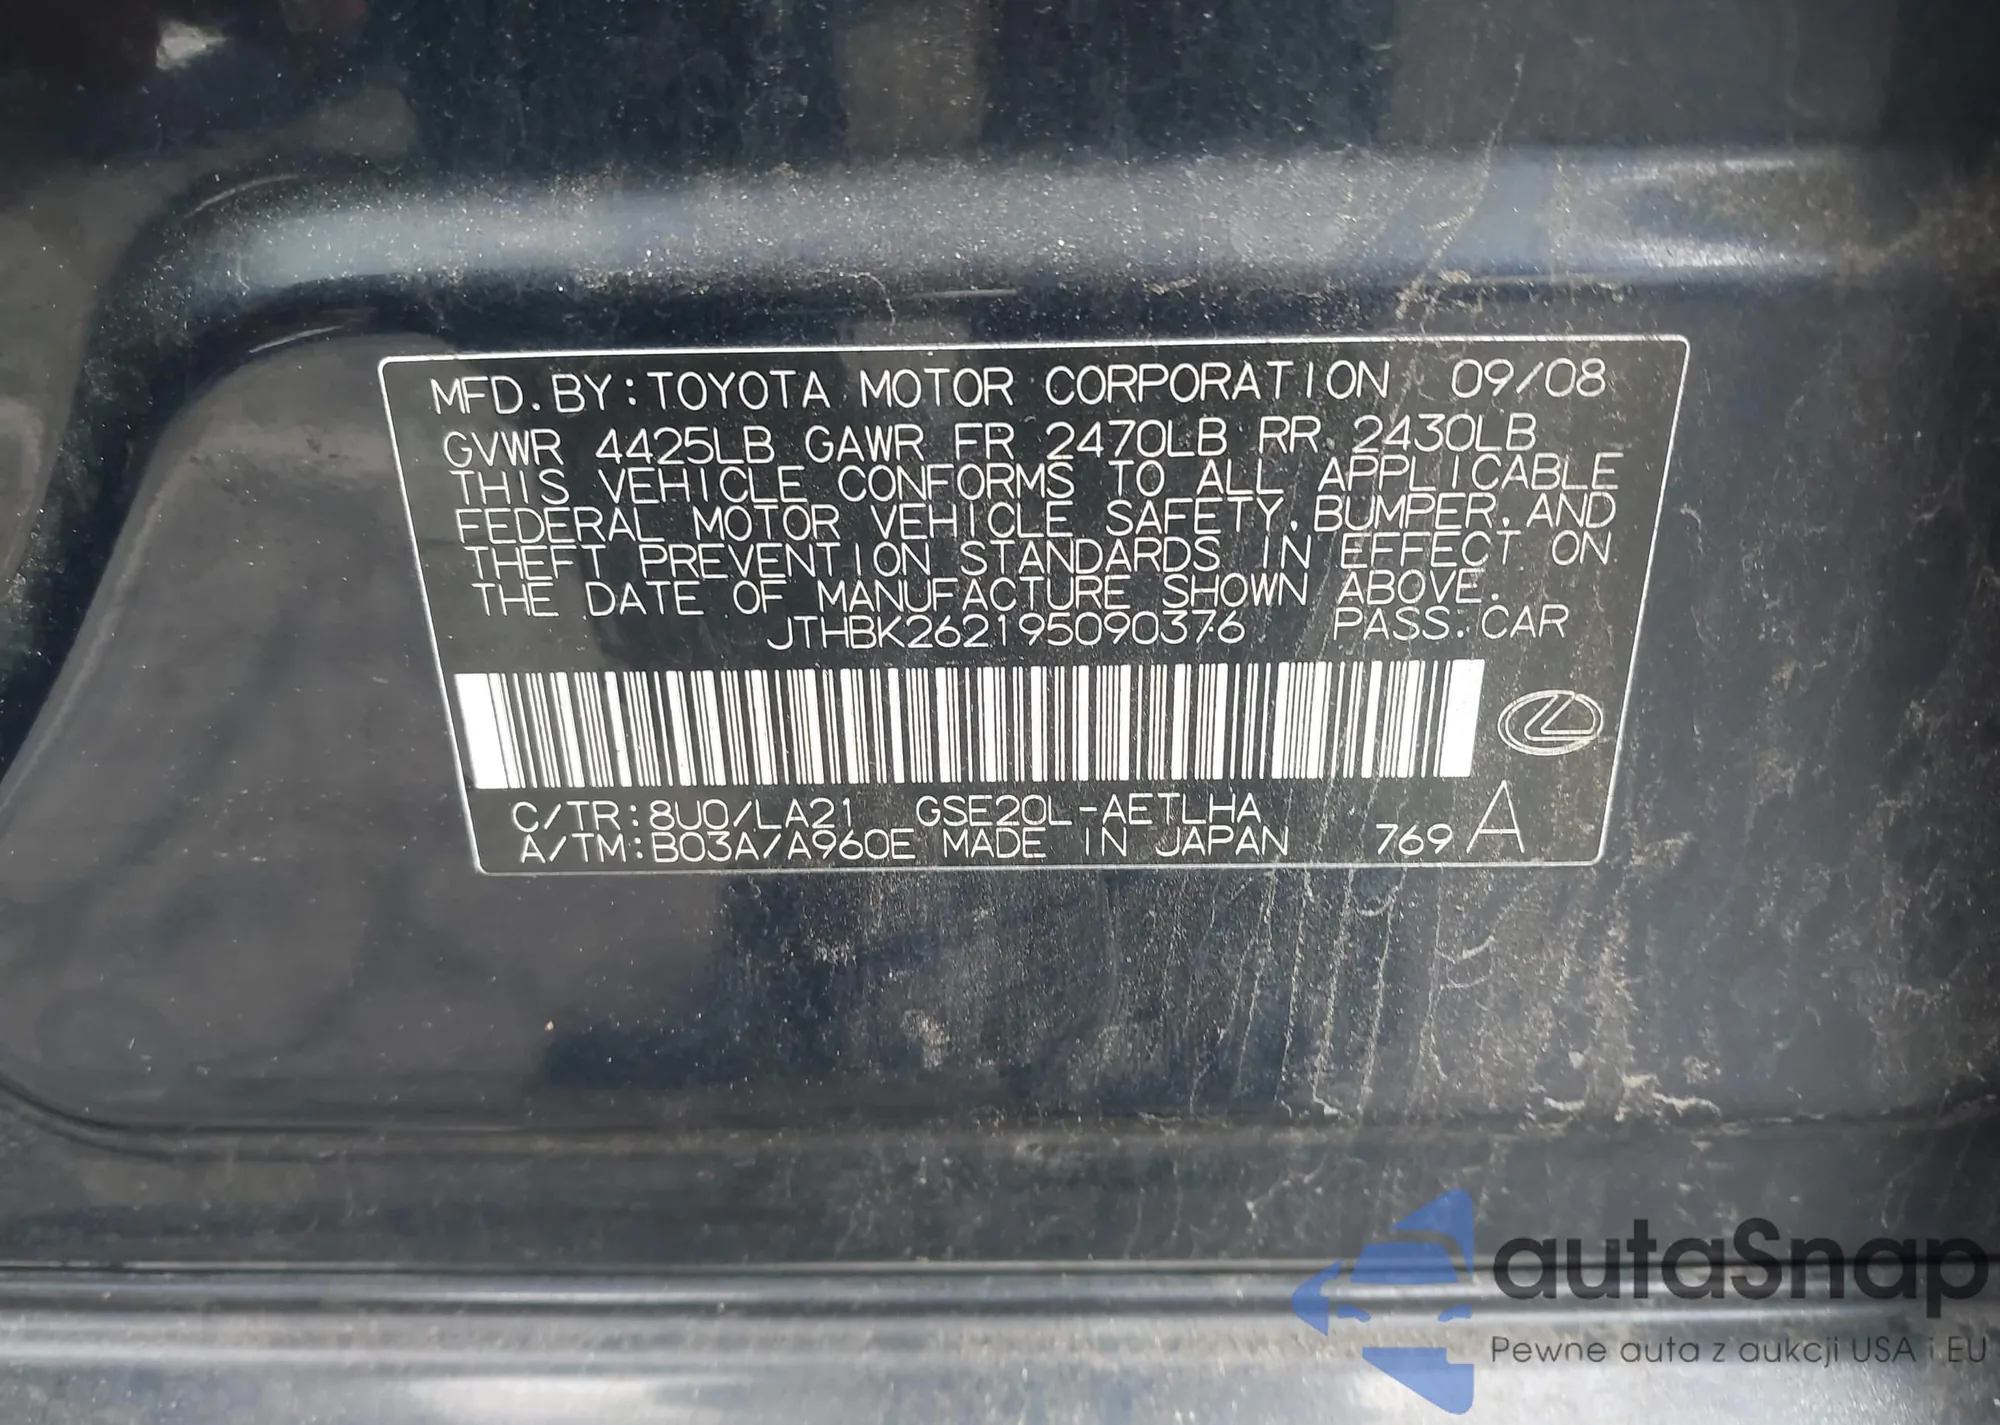 MFD. BY: TOYOTA MOTOR CORPORATION 09/08
GVWR 4425LB GAWR FR 2470LB RR 2430LB
THIS VEHICLE CONFORMS TO ALL APPLICABLE
FEDERAL MOTOR VEHICLE SAFETY, BUMPER, AND
THEFT PREVENTION STANDARDS IN EFFECT ON
THE DATE OF MANUFACTURE SHOWN ABOVE.
JTHBK262195090376 PASS. CAR
C/TR: 8U0/LA21 GSE20L-AETLHA
A/TM: B03A/A960E MADE IN JAPAN 769 A
autaSnap
Pewne auta z aukcji USA i EU